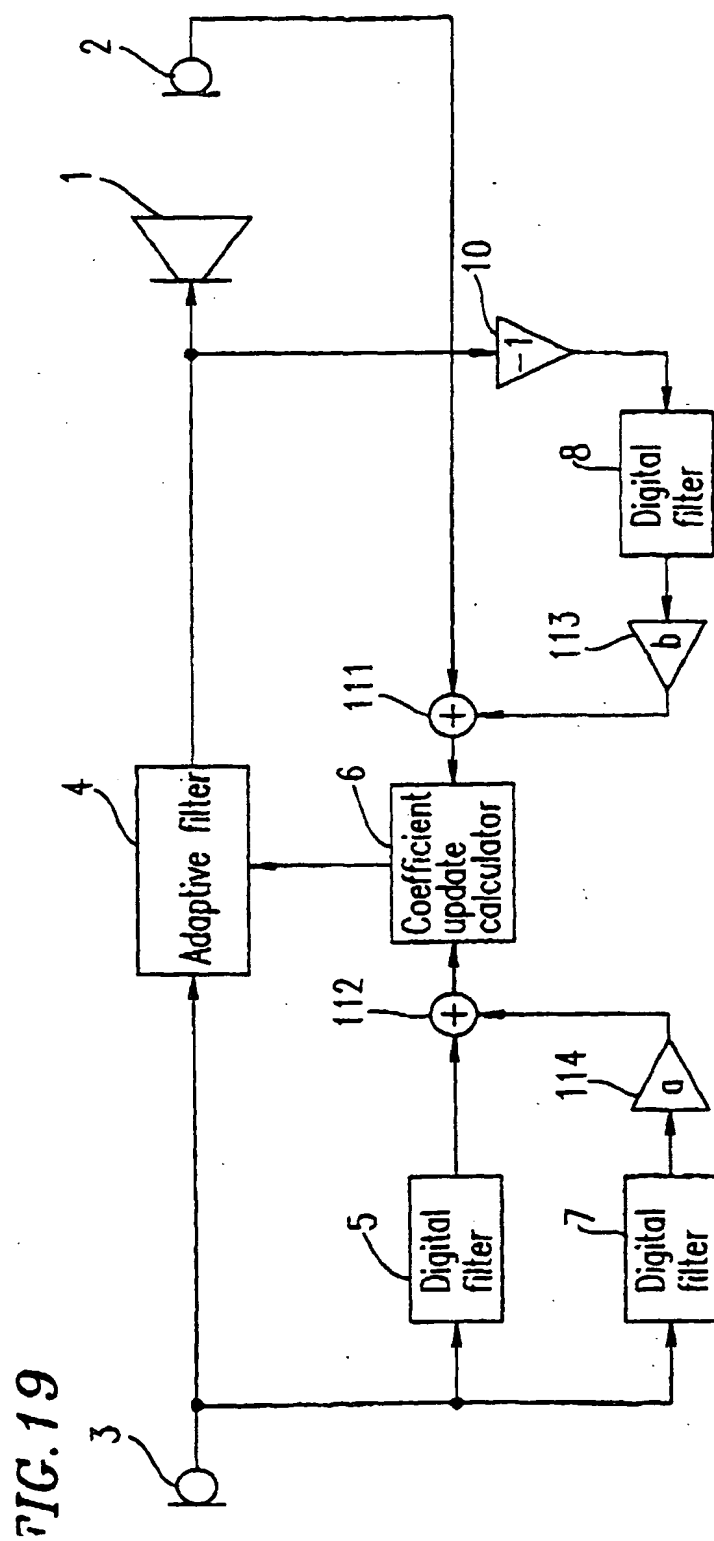 FIG.19
3
4
Adaptive filter
1
2
5
Digital
filter
112
+
6
Coefficient
update
calculator
111
+
10
-1
7
Digital
filter
114
a
113
b
8
Digital
filter